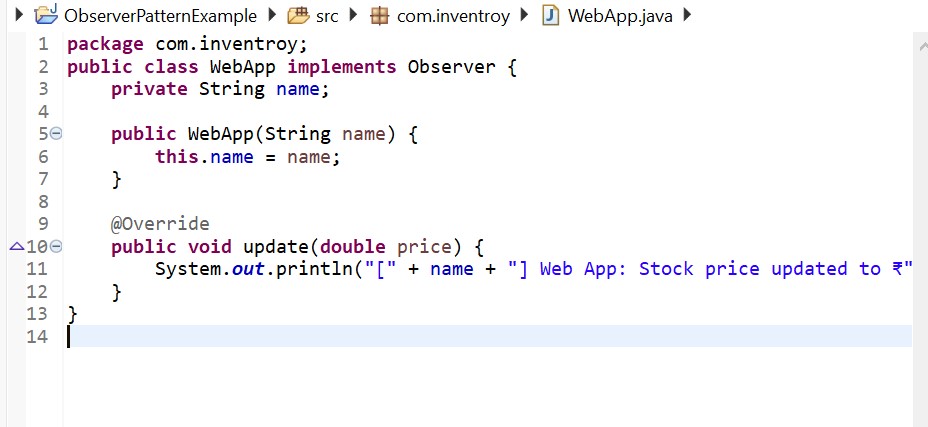 ObserverPatternExample src com.inventroy WebApp.java
1 package com.inventroy;
2 public class WebApp implements Observer {
3     private String name;
4
5     public WebApp(String name) {
6         this.name = name;
7     }
8
9     @Override
10     public void update(double price) {
11         System.out.println("[" + name + "] Web App: Stock price updated to ₹"
12     }
13 }
14